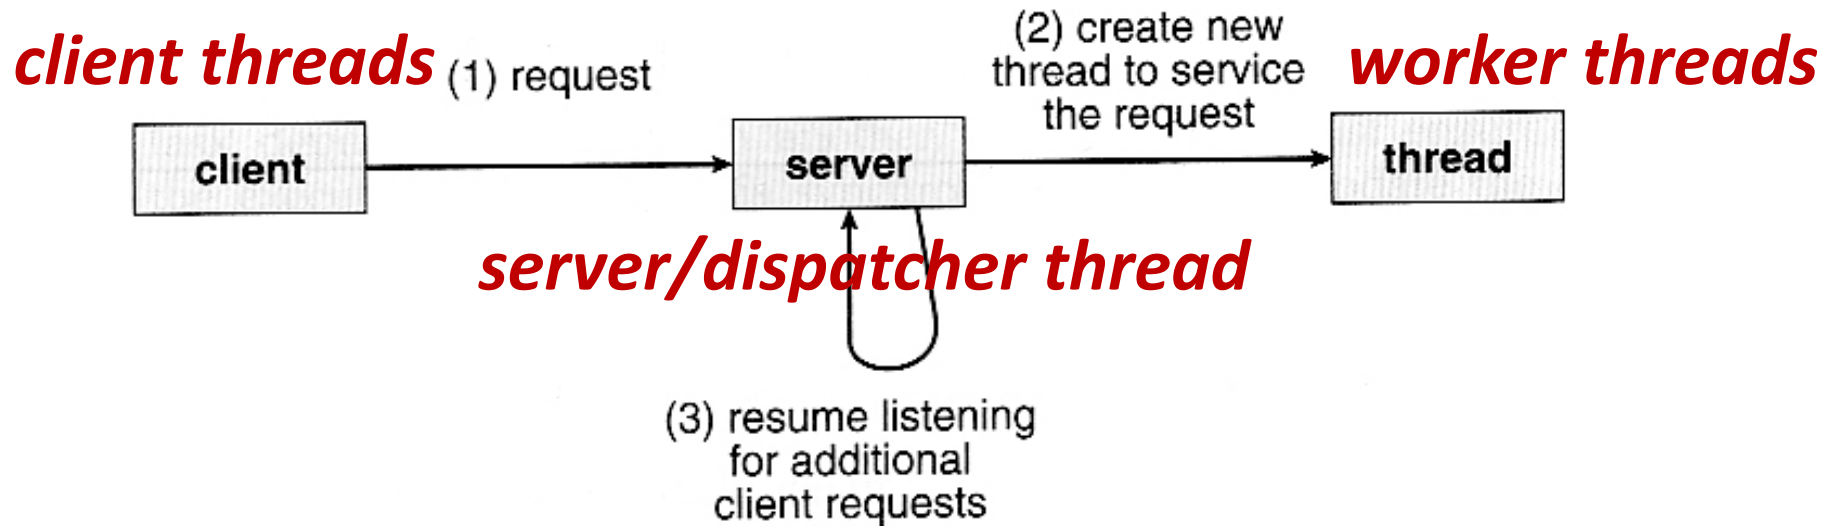 client threads
(1) request
(2) create new
thread to service
the request
worker threads
client
server
thread
server/dispatcher thread
(3) resume listening
for additional
client requests